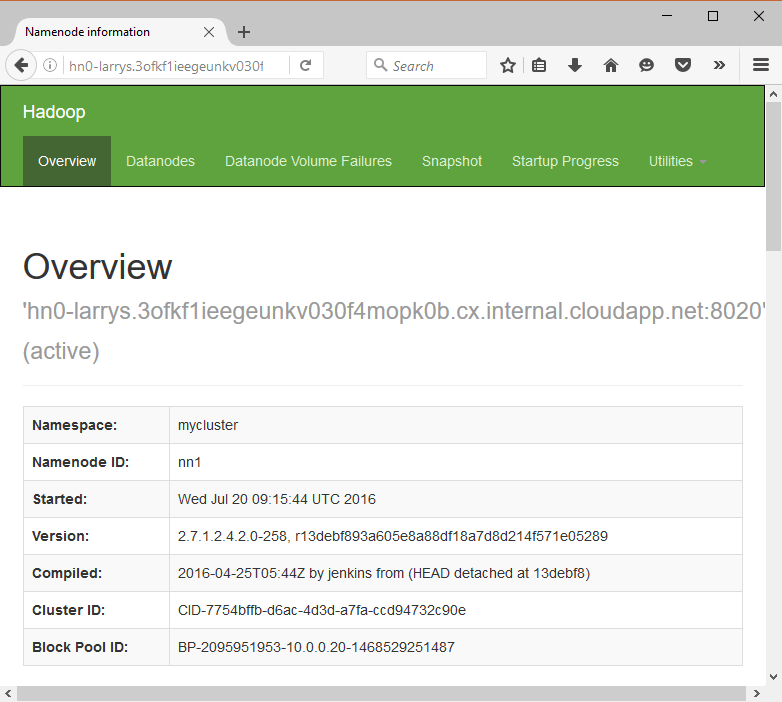 Namenode information
hn0-larrys.3ofkf1ieegeunkv030f
Search
Hadoop
Overview Datanodes Datanode Volume Failures Snapshot Startup Progress Utilities
Overview
'hn0-larrys.3ofkf1ieegeunkv030f4mopk0b.cx.internal.cloudapp.net:8020'
(active)
Namespace: mycluster
Namenode ID: nn1
Started: Wed Jul 20 09:15:44 UTC 2016
Version: 2.7.1.2.4.2.0-258, r13debf893a605e8a88df18a7d8d214f571e05289
Compiled: 2016-04-25T05:44Z by jenkins from (HEAD detached at 13debf8)
Cluster ID: CID-7754bffb-d6ac-4d3d-a7fa-ccd94732c90e
Block Pool ID: BP-2095951953-10.0.0.20-1468529251487